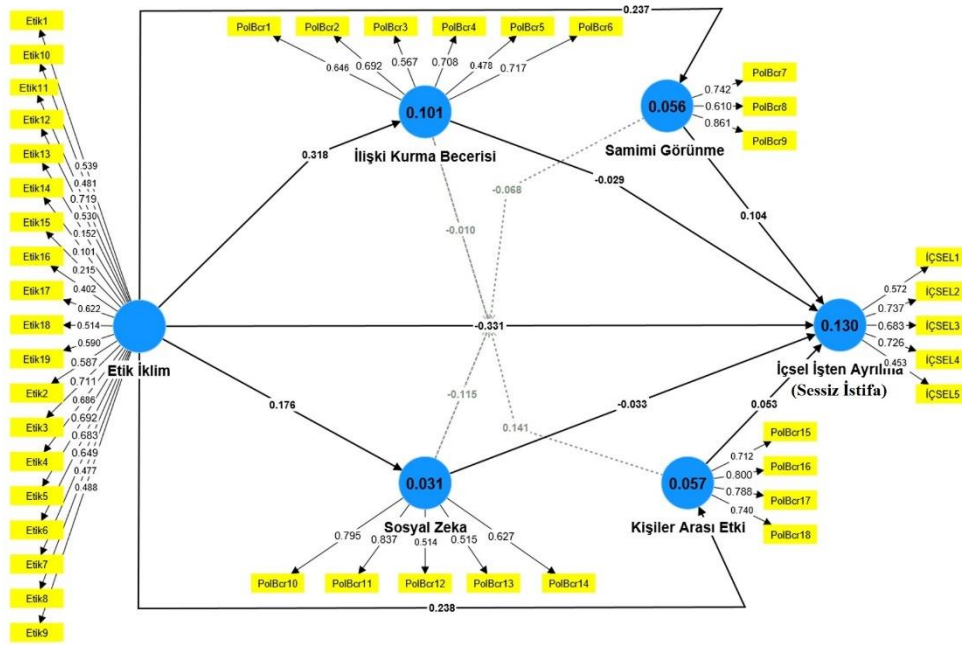 Etik1
Etik10
Etik11
Etik12
Etik13
Etik14
Etik15
Etik16
Etik17
Etik18
Etik19
Etik2
Etik3
Etik4
Etik5
Etik6
Etik7
Etik8
Etik9
0.539
0.481
0.719
0.530
0.152
0.101
0.215
0.402
0.622
0.514
0.590
0.587
0.711
0.686
0.692
0.683
0.649
0.477
0.488
Etik İklim
0.237
PolBcr1
PolBcr2
PolBcr3
PolBcr4
PolBcr5
PolBcr6
0.646
0.692
0.567
0.708
0.478
0.717
0.101
İlişki Kurma Becerisi
0.318
0.056
Samimi Görünme
0.742
0.610
0.861
PolBcr7
PolBcr8
PolBcr9
-0.068
-0.029
-0.010
0.104
-0.331
0.130
İçsel İşten Ayrılma
(Sessiz İstifa)
0.572
0.737
0.683
0.726
0.453
İÇSEL1
İÇSEL2
İÇSEL3
İÇSEL4
İÇSEL5
0.176
-0.115
-0.033
0.141
0.053
0.031
Sosyal Zeka
0.795
0.837
0.514
0.515
0.627
PolBcr10
PolBcr11
PolBcr12
PolBcr13
PolBcr14
0.057
Kişiler Arası Etki
0.712
0.800
0.788
0.740
PolBcr15
PolBcr16
PolBcr17
PolBcr18
0.238